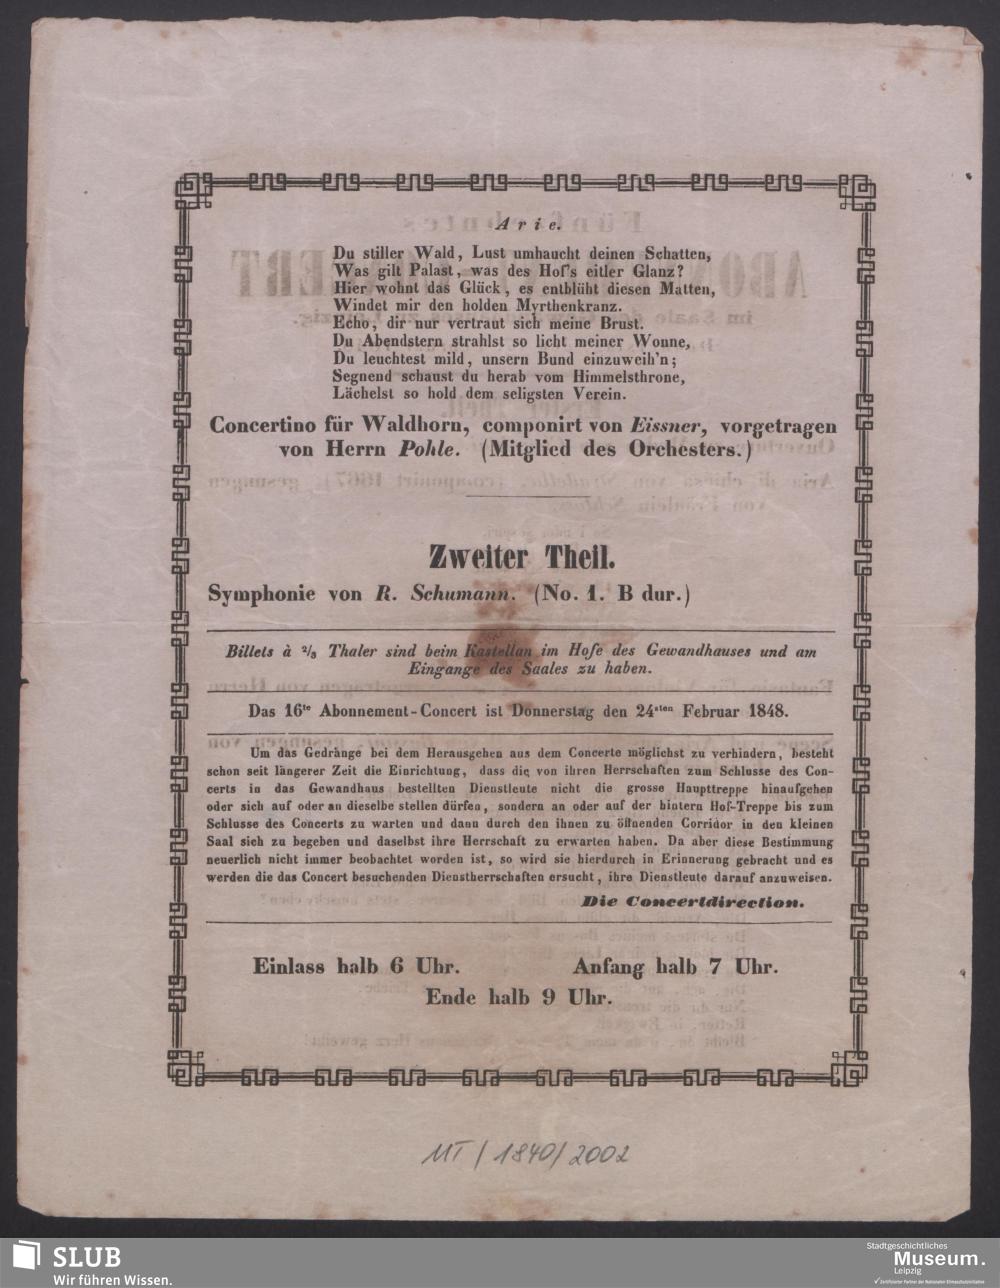 Arie.
Du stiller Wald, Lust umhaucht deinen Schatten,
Was gilt Palast, was des Hof's eitler Glanz?
Hier wohnt das Glück, es entblüht diesen Matten,
Windet mir den holden Myrthenkranz.
Echo, dir nur vertraut sich meine Brust.
Du Abendstern strahlst so licht meiner Wonne,
Du leuchtest mild, unsern Bund einzuweih'n;
Segnend schaust du herab vom Himmelsthrone,
Lächelst so hold dem seligsten Verein.
Concertino für Waldhorn, componirt von Eissner, vorgetragen
von Herrn Pohle. (Mitglied des Orchesters.)
Zweiter Theil.
Symphonie von R. Schumann. (No. 1. B dur.)
Billets à 2/3 Thaler sind beim Kastellan im Hofe des Gewandhauses und am
Eingange des Saales zu haben.
Das 16te Abonnement-Concert ist Donnerstag den 24sten Februar 1848.
Um das Gedränge bei dem Herausgehen aus dem Concerte möglichst zu verhindern, besteht
schon seit längerer Zeit die Einrichtung, dass die von ihren Herrschaften zum Schlusse des Con-
certs in das Gewandhaus bestellten Dienstleute nicht die grosse Haupttreppe hinaufgehen
oder sich auf oder an dieselbe stellen dürfen, sondern an oder auf der hintern Hof-Treppe bis zum
Schlusse des Concerts zu warten und dann durch den ihnen zu öffnenden Corridor in den kleinen
Saal sich zu begeben und daselbst ihre Herrschaft zu erwarten haben. Da aber diese Bestimmung
neuerlich nicht immer beobachtet worden ist, so wird sie hierdurch in Erinnerung gebracht und es
werden die das Concert besuchenden Dienstherrschaften ersucht, ihre Dienstleute darauf anzuweisen.
Die Concertdirection.
Einlass halb 6 Uhr. Anfang halb 7 Uhr.
Ende halb 9 Uhr.
MT/1840/2002
SLUB
Wir führen Wissen.
Stadtgeschichtliches
Museum.
Leipzig
✓ Zertifizierter Partner der Nationalen Klimaschutzinitiative